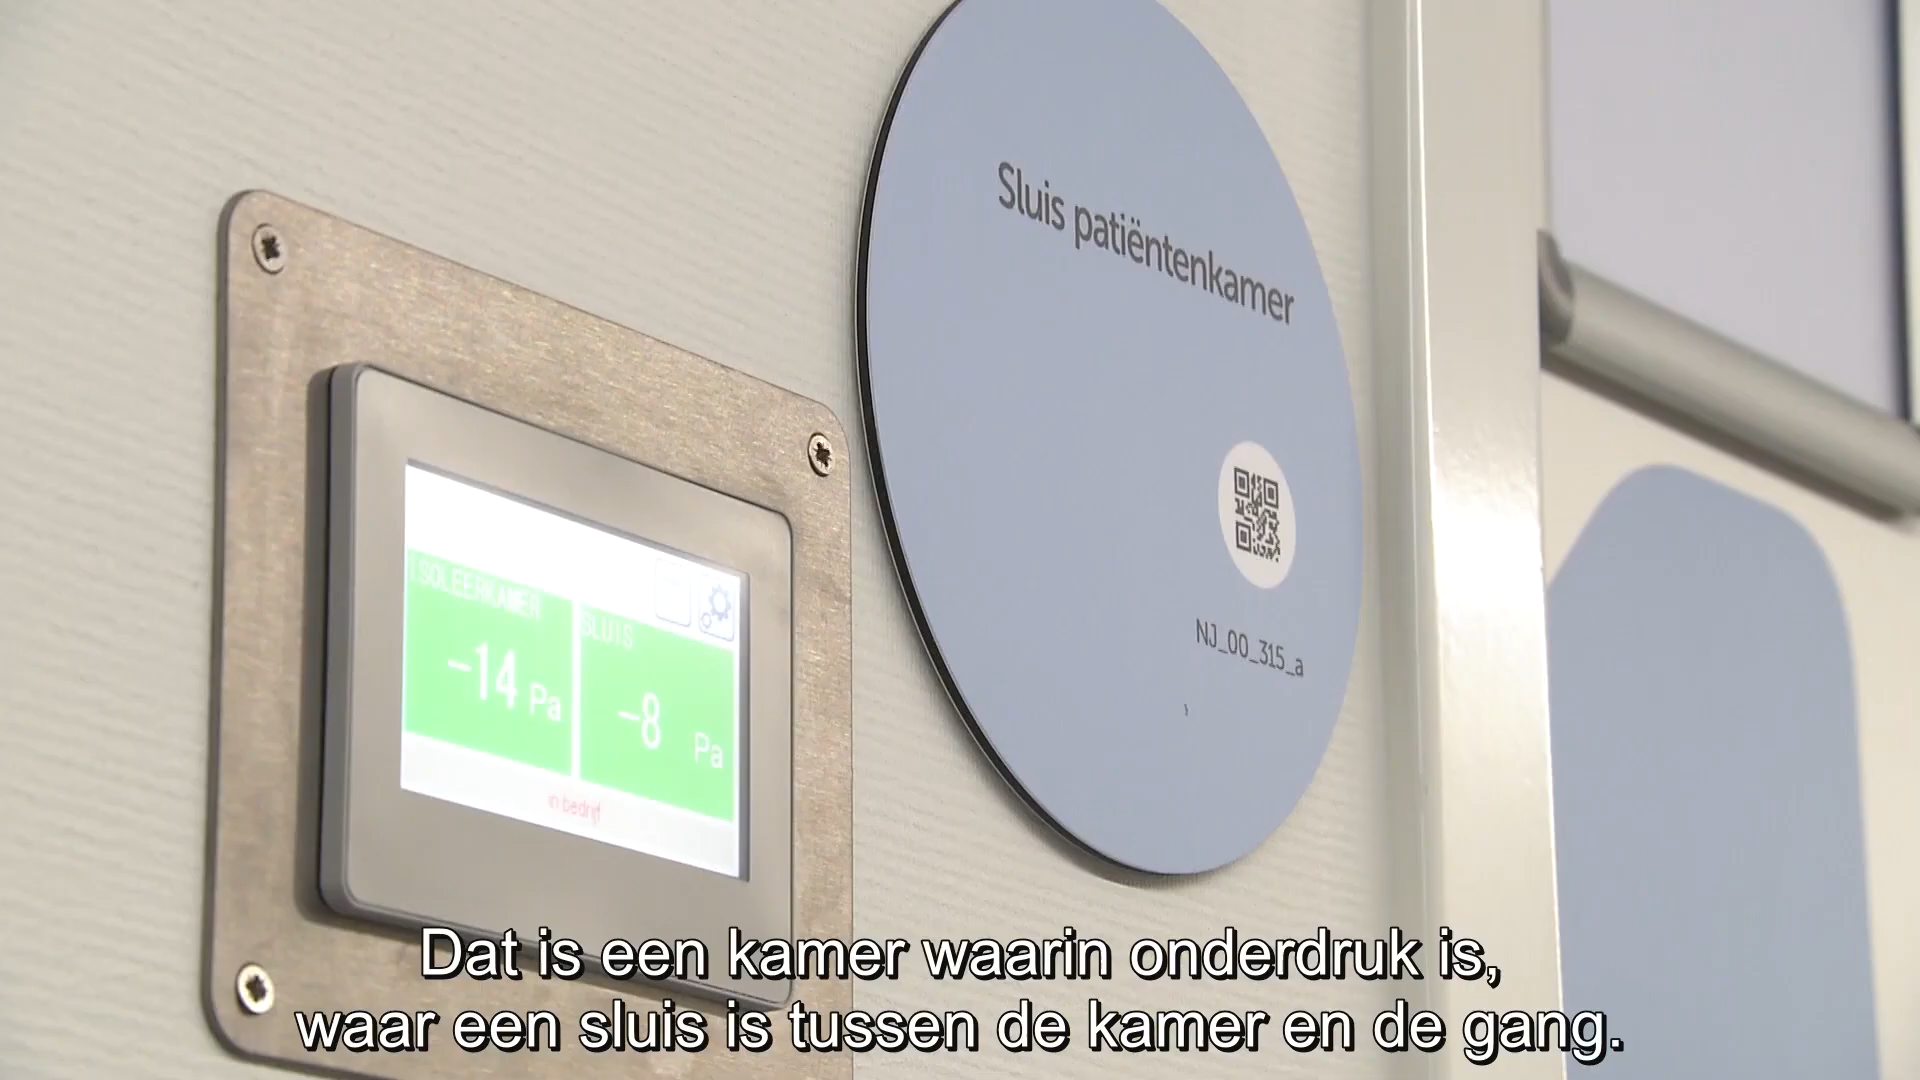 Sluis patiëntenkamer
NJ_00_315_a
ISOLEERKAMER
SLUIS
-14 Pa
-8 Pa
in bedrijf
Dat is een kamer waarin onderdruk is,
waar een sluis is tussen de kamer en de gang.